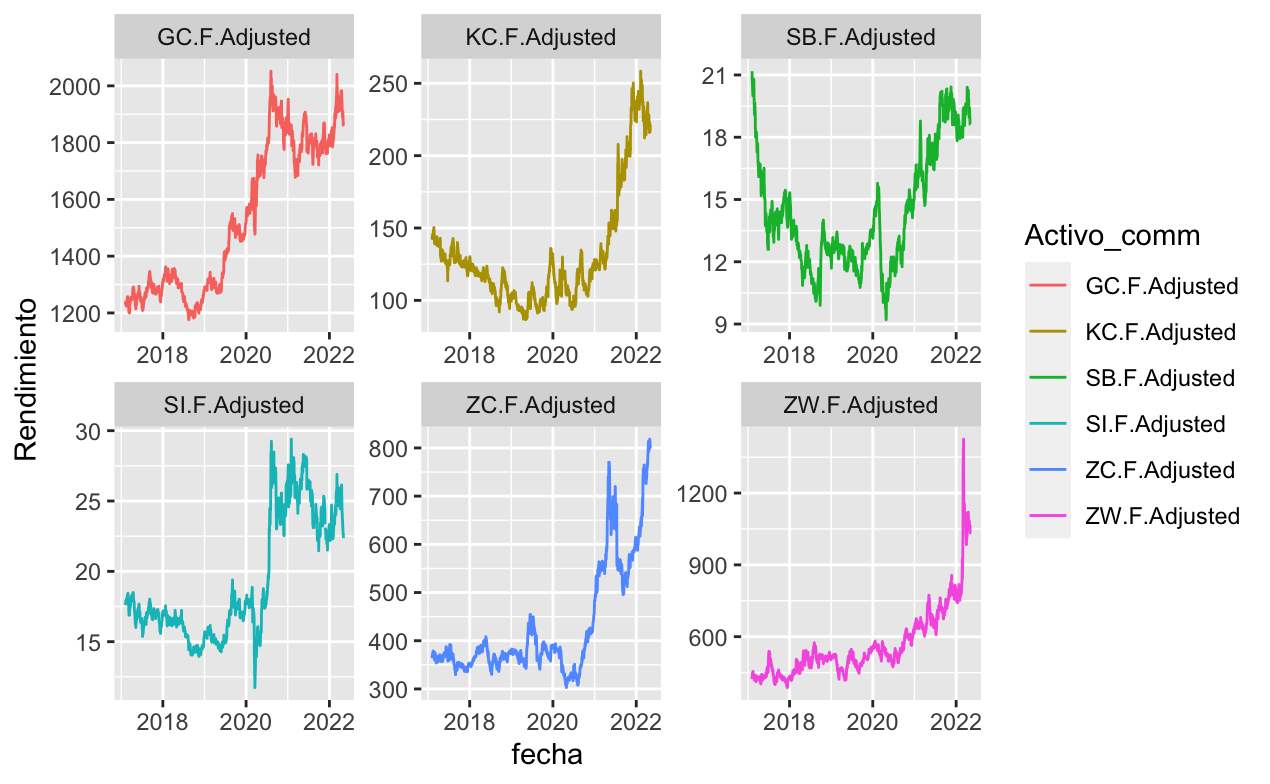 GC.F.Adjusted
KC.F.Adjusted
SB.F.Adjusted
2000
1800
1600
1400
1200
2018 2020 2022
250
200
150
100
2018 2020 2022
21
18
15
12
9
2018 2020 2022
Rendimiento
SI.F.Adjusted
ZC.F.Adjusted
ZW.F.Adjusted
30
25
20
15
2018 2020 2022
800
700
600
500
400
300
2018 2020 2022
1200
900
600
2018 2020 2022
fecha
Activo_comm
GC.F.Adjusted
KC.F.Adjusted
SB.F.Adjusted
SI.F.Adjusted
ZC.F.Adjusted
ZW.F.Adjusted